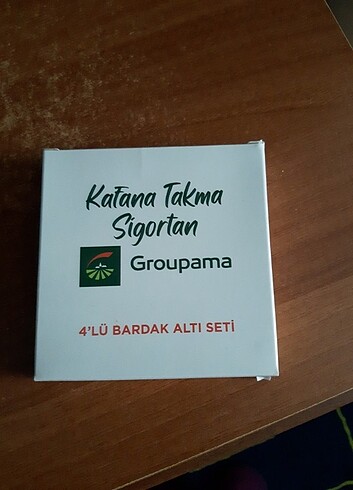 Kafana Takma
Sigortan
Groupama
4'LÜ BARDAK ALTI SETİ